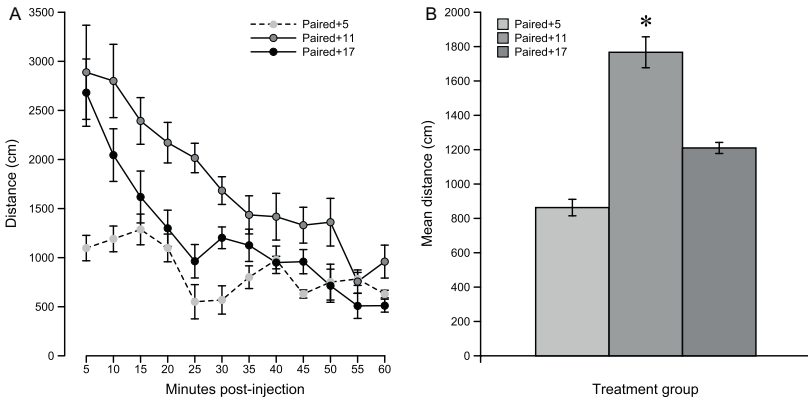 A
Paired+5
Paired+11
Paired+17
3500
3000
2500
2000
1500
1000
500
0
Distance (cm)
5 10 15 20 25 30 35 40 45 50 55 60
Minutes post-injection
B
Paired+5
Paired+11
Paired+17
*
2000
1800
1600
1400
1200
1000
800
600
400
200
0
Mean distance (cm)
Treatment group